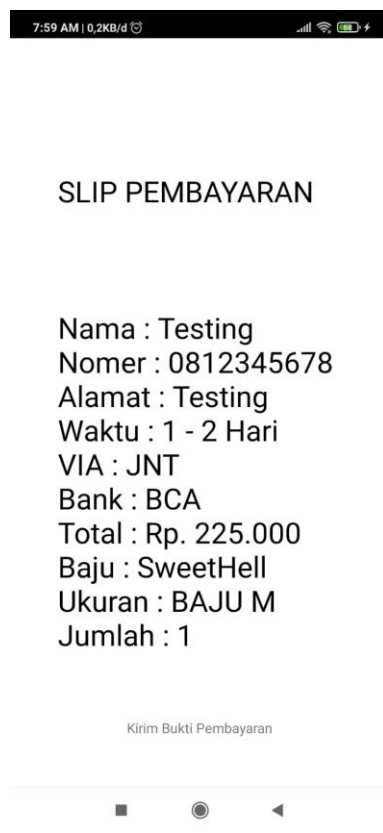 7:59 AM | 0,2KB/d
68
SLIP PEMBAYARAN
Nama : Testing
Nomer : 0812345678
Alamat : Testing
Waktu : 1 - 2 Hari
VIA : JNT
Bank : BCA
Total : Rp. 225.000
Baju : SweetHell
Ukuran : BAJU M
Jumlah : 1
Kirim Bukti Pembayaran